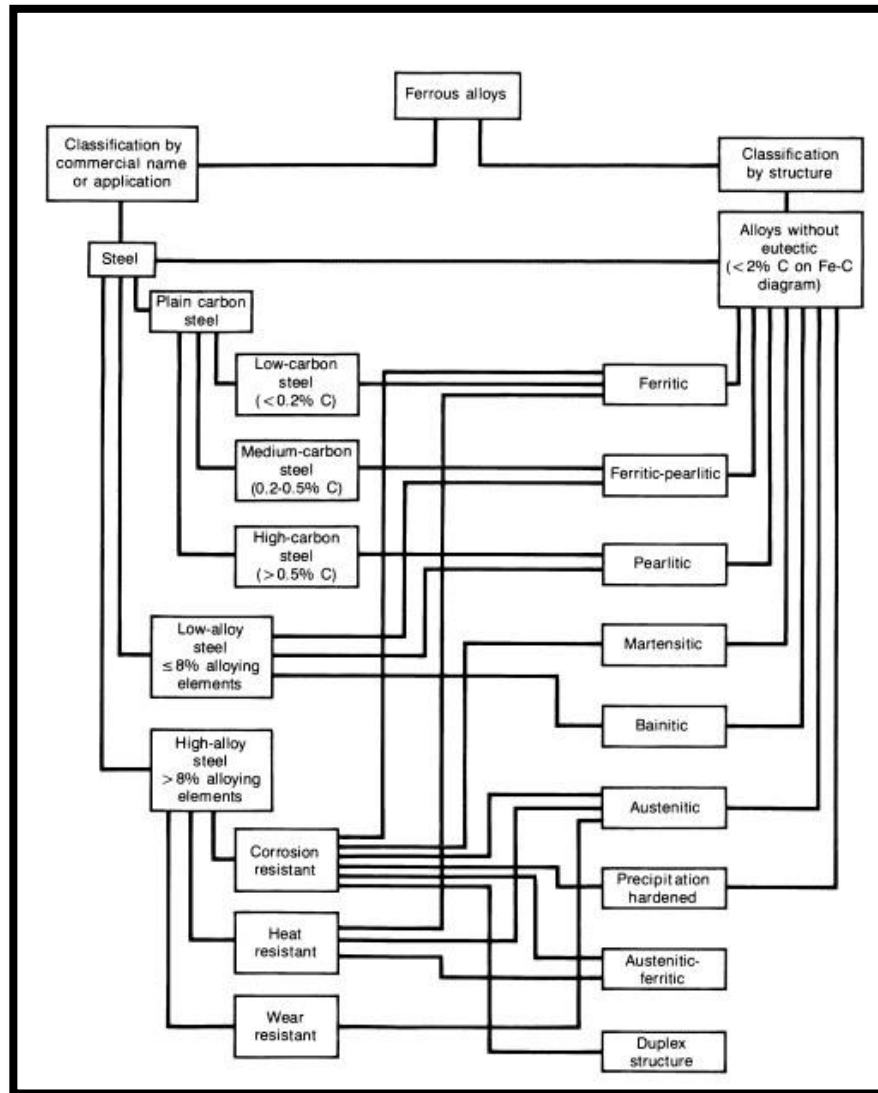 Ferrous alloys
Classification by
commercial name
or application
Classification
by structure
Alloys without
eutectic
(<2% C on Fe-C
diagram)
Steel
Plain carbon
steel
Low-carbon
steel
(<0.2% C)
Ferritic
Medium-carbon
steel
(0.2-0.5% C)
Ferritic-pearlitic
High-carbon
steel
(>0.5% C)
Pearlitic
Low-alloy
steel
≤8% alloying
elements
Martensitic
Bainitic
High-alloy
steel
>8% alloying
elements
Austenitic
Corrosion
resistant
Precipitation
hardened
Heat
resistant
Austenitic-
ferritic
Wear
resistant
Duplex
structure